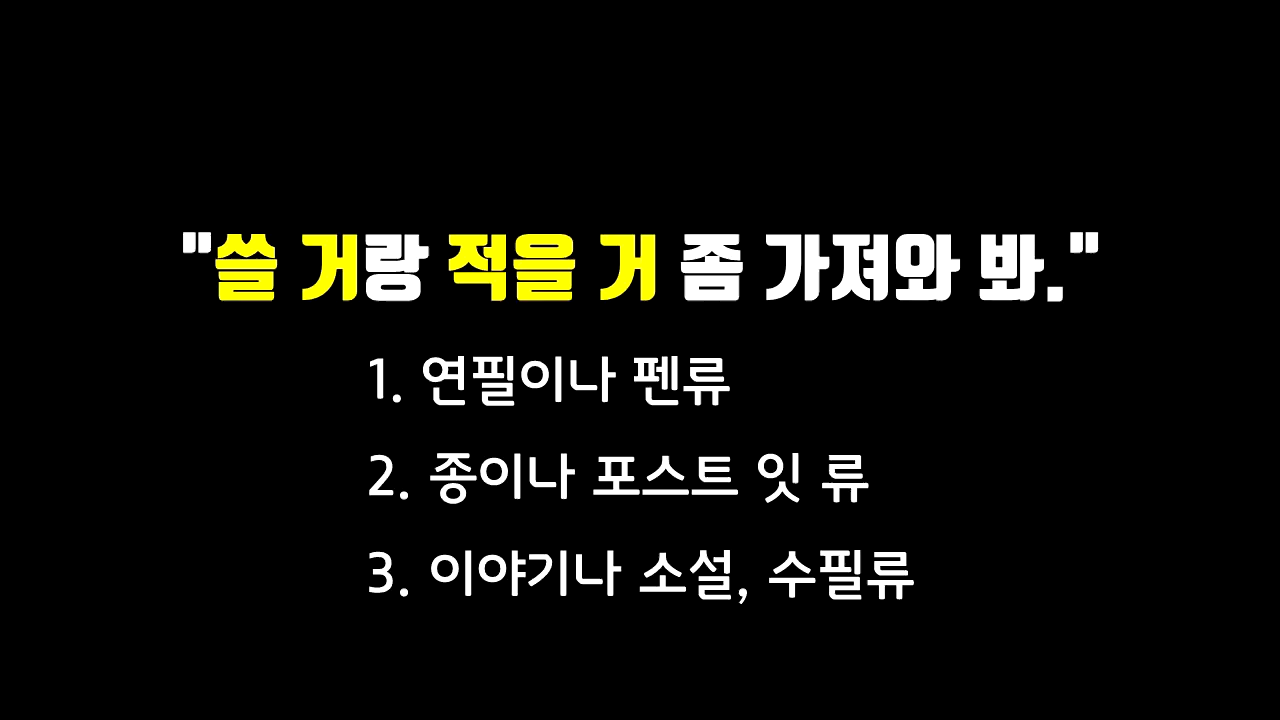 "쓸 거랑 적을 거 좀 가져와 봐."
1. 연필이나 펜류
2. 종이나 포스트 잇 류
3. 이야기나 소설, 수필류